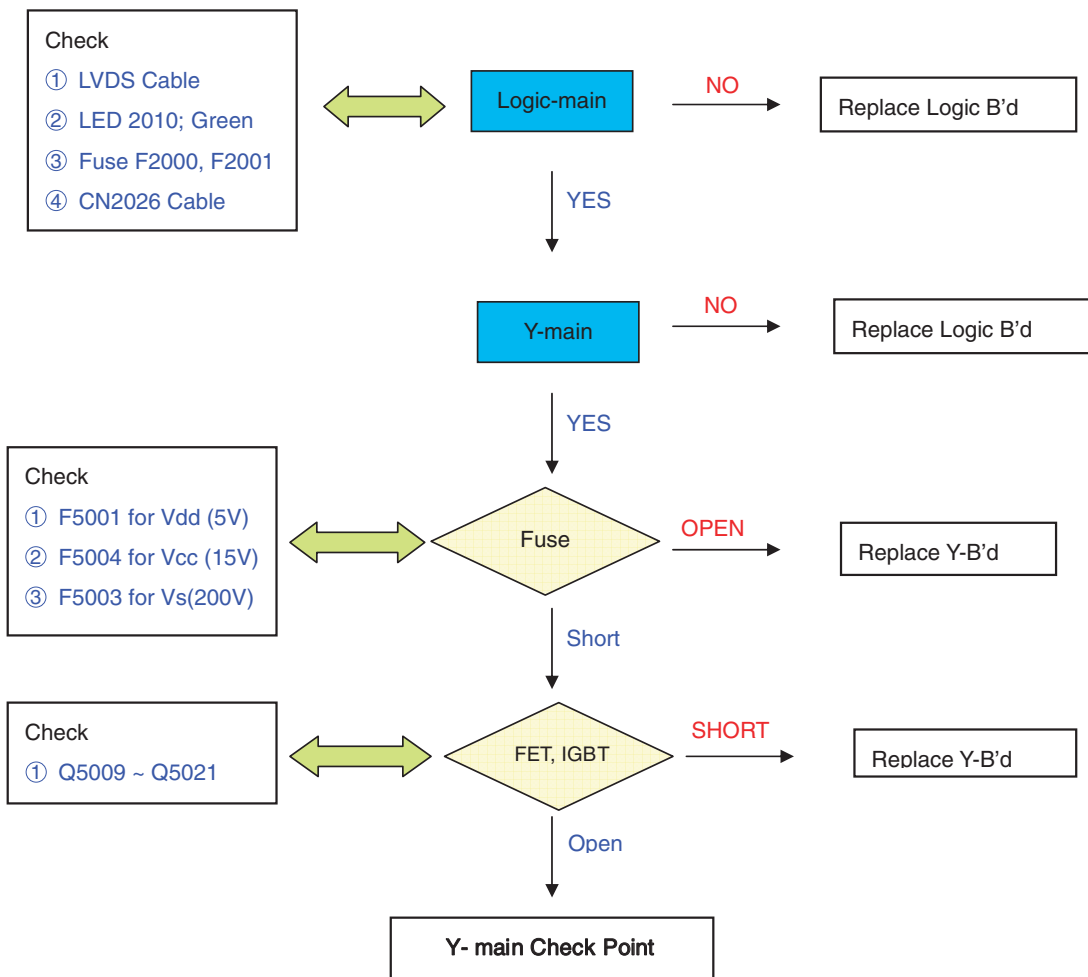 Check
① LVDS Cable
② LED 2010; Green
③ Fuse F2000, F2001
④ CN2026 Cable
Logic-main
NO
Replace Logic B’d
YES
Y-main
NO
Replace Logic B’d
YES
Check
① F5001 for Vdd (5V)
② F5004 for Vcc (15V)
③ F5003 for Vs(200V)
Fuse
OPEN
Replace Y-B’d
Short
Check
① Q5009 ~ Q5021
FET, IGBT
SHORT
Replace Y-B’d
Open
Y- main Check Point